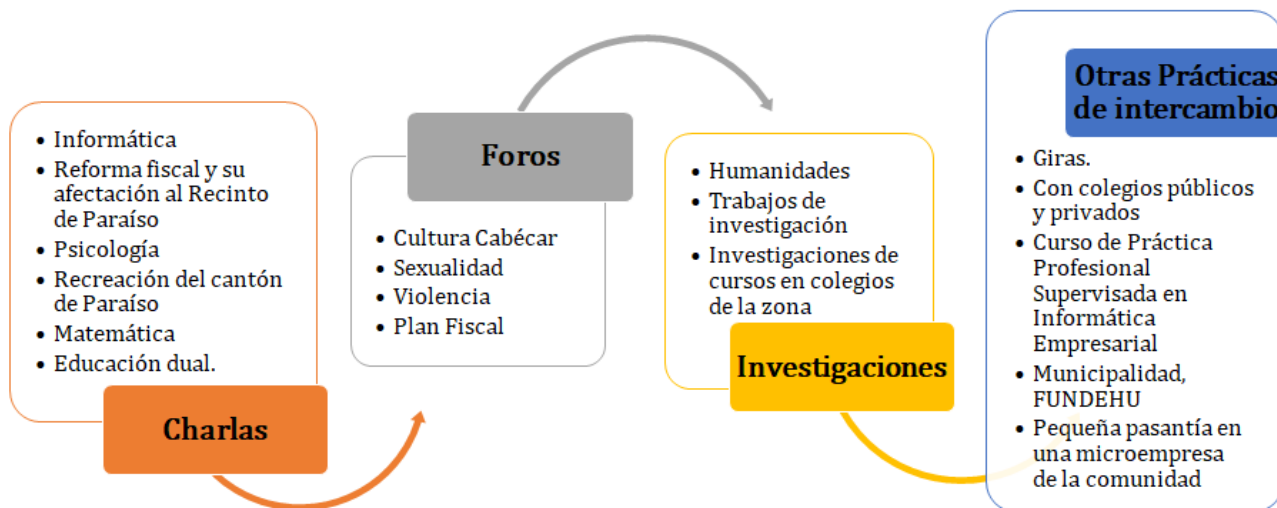 • Informática
• Reforma fiscal y su
afectación al Recinto
de Paraíso
• Psicología
• Recreación del cantón
de Paraíso
• Matemática
• Educación dual.
Charlas
Foros
• Cultura Cabécar
• Sexualidad
• Violencia
• Plan Fiscal
• Humanidades
• Trabajos de
investigación
• Investigaciones de
cursos en colegios
de la zona
Investigaciones
Otras Prácticas
de intercambio
• Giras.
• Con colegios públicos
y privados
• Curso de Práctica
Profesional
Supervisada en
Informática
Empresarial
• Municipalidad,
FUNDEHU
• Pequeña pasantía en
una microempresa
de la comunidad